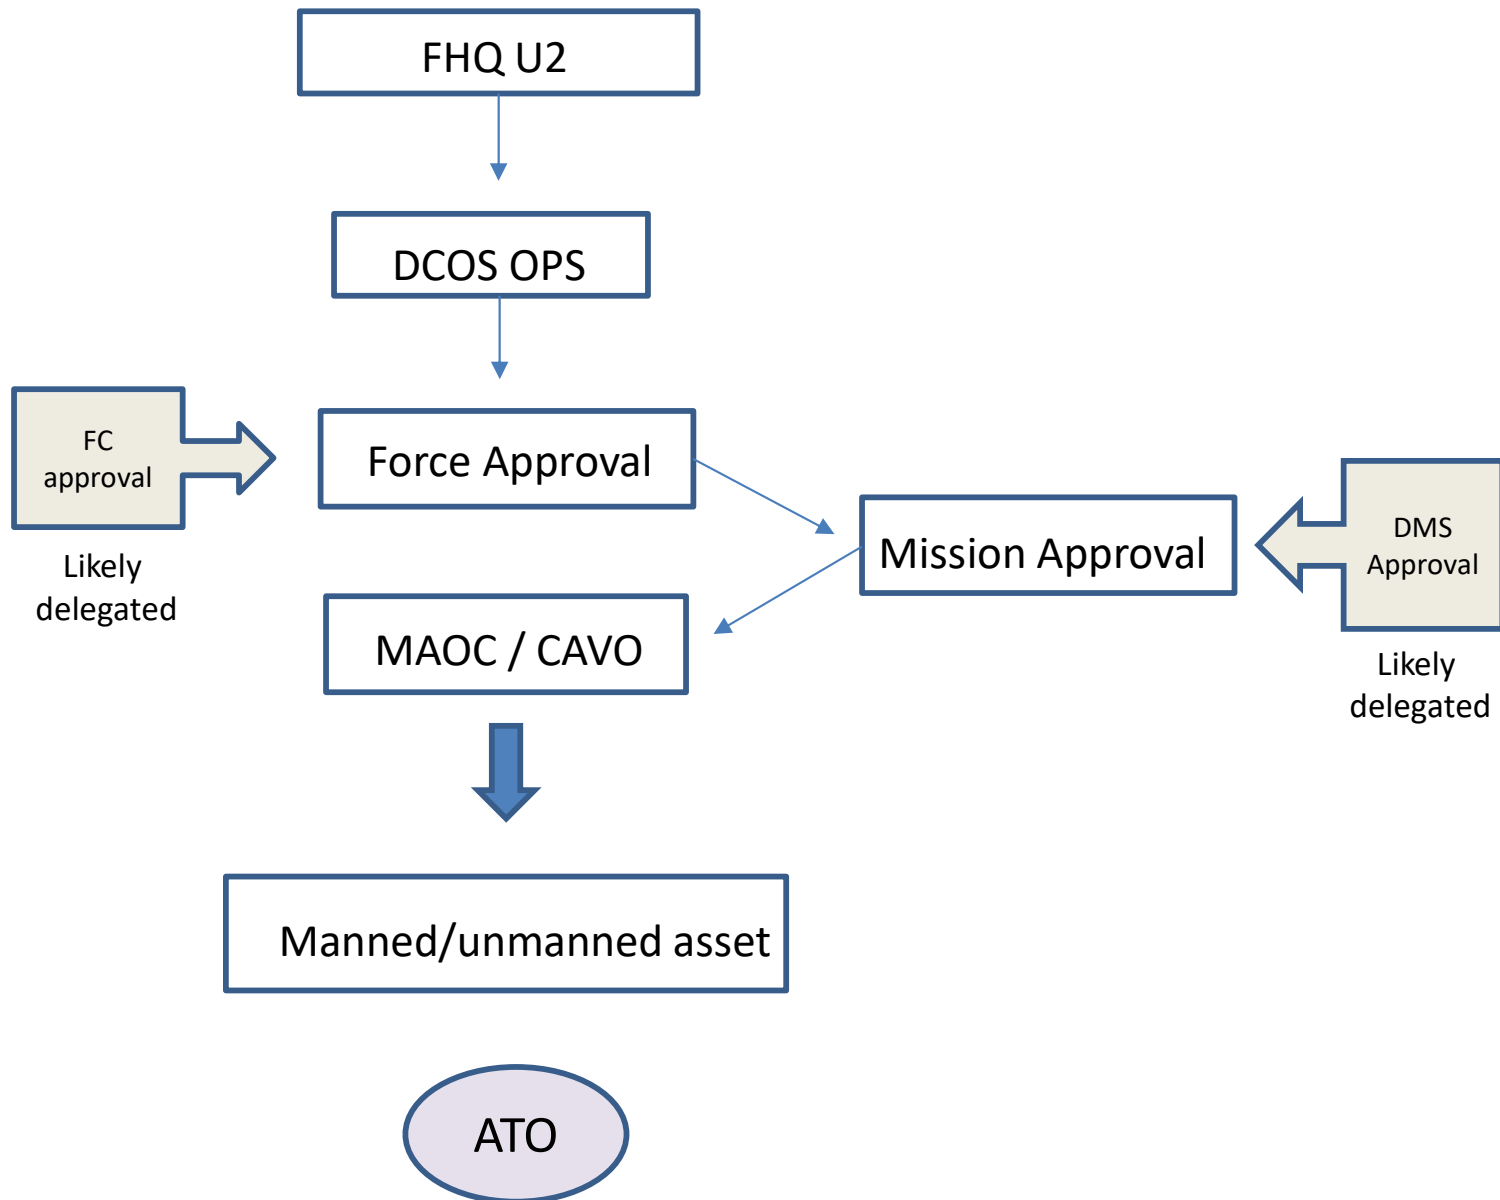 FHQ U2
DCOS OPS
FC
approval
Likely
delegated
Force Approval
Mission Approval
DMS
Approval
Likely
delegated
MAOC / CAVO
Manned/unmanned asset
ATO